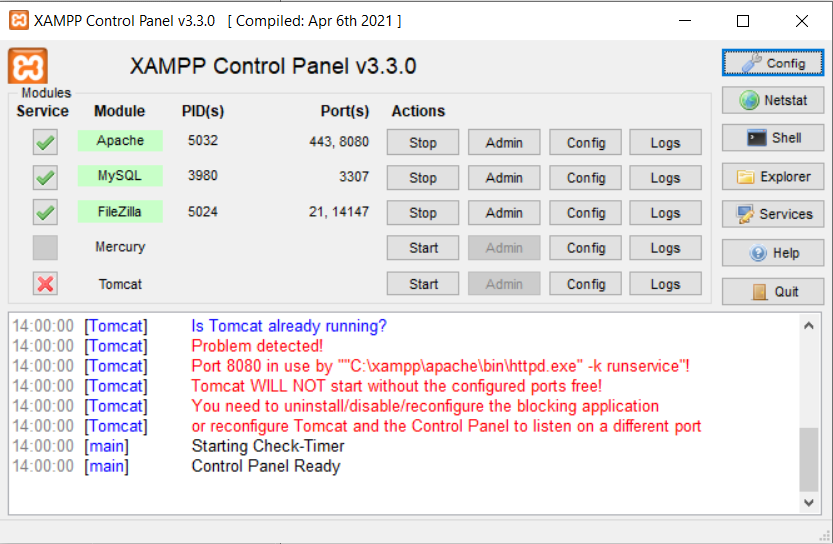 XAMPP Control Panel v3.3.0 [ Compiled: Apr 6th 2021 ]
XAMPP Control Panel v3.3.0
Config
Modules
Service Module PID(s) Port(s) Actions
Netstat
Apache 5032 443, 8080 Stop Admin Config Logs
Shell
MySQL 3980 3307 Stop Admin Config Logs
Explorer
FileZilla 5024 21, 14147 Stop Admin Config Logs
Services
Mercury Start Admin Config Logs
Help
Tomcat Start Admin Config Logs
Quit
14:00:00 [Tomcat] Is Tomcat already running?
14:00:00 [Tomcat] Problem detected!
14:00:00 [Tomcat] Port 8080 in use by ""C:\xampp\apache\bin\httpd.exe" -k runservice"!
14:00:00 [Tomcat] Tomcat WILL NOT start without the configured ports free!
14:00:00 [Tomcat] You need to uninstall/disable/reconfigure the blocking application
14:00:00 [Tomcat] or reconfigure Tomcat and the Control Panel to listen on a different port
14:00:00 [main] Starting Check-Timer
14:00:00 [main] Control Panel Ready